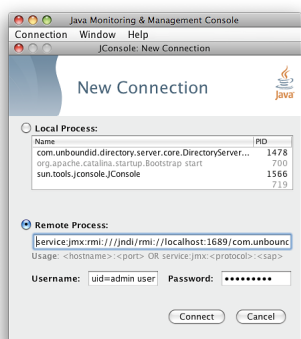 Java Monitoring & Management Console
Connection Window Help
JConsole: New Connection
New Connection
Java
Local Process:
Name PID
com.unboundid.directory.server.core.DirectoryServer... 1478
org.apache.catalina.startup.Bootstrap start 700
sun.tools.jconsole.JConsole 1566
719
Remote Process:
service:jmx:rmi:///jndi/rmi://localhost:1689/com.unbounc
Usage: <hostname>:<port> OR service:jmx:<protocol>:<sap>
Username: uid=admin user Password: •••••••••
Connect Cancel